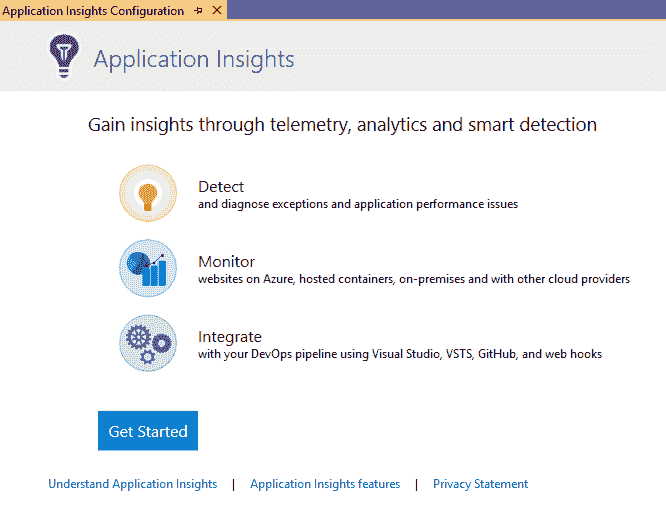 Application Insights Configuration
Application Insights
Gain insights through telemetry, analytics and smart detection
Detect
and diagnose exceptions and application performance issues
Monitor
websites on Azure, hosted containers, on-premises and with other cloud providers
Integrate
with your DevOps pipeline using Visual Studio, VSTS, GitHub, and web hooks
Get Started
Understand Application Insights | Application Insights features | Privacy Statement